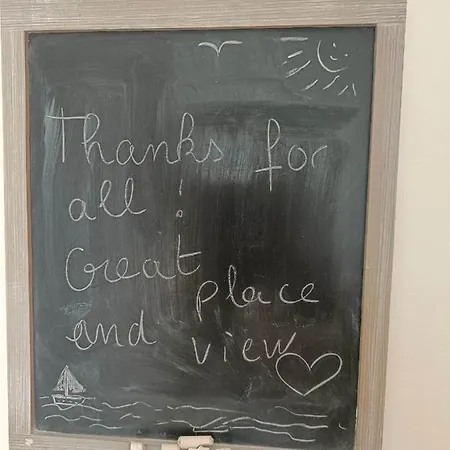 Thanks for
all !
Great
place
and view